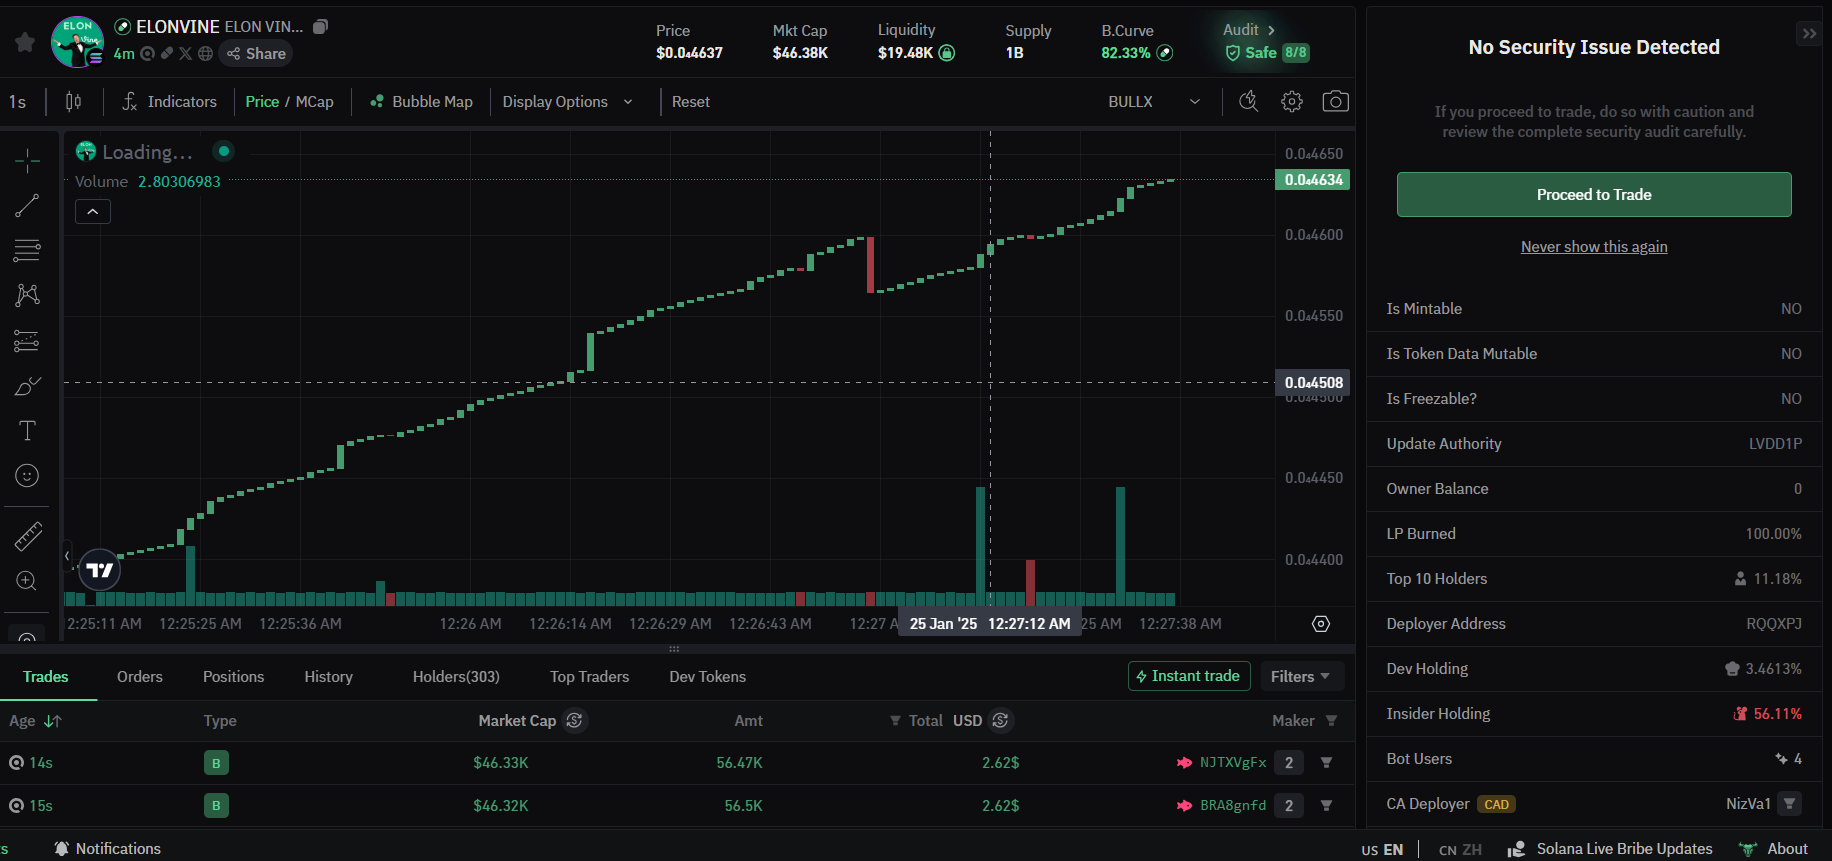 ELON
ELONVINE ELON VIN...
4m Share
Price
$0.0₄4637
Mkt Cap
$46.38K
Liquidity
$19.48K
Supply
1B
B.Curve
82.33%
Audit
Safe 8/8
1s Indicators Price / MCap Bubble Map Display Options Reset BULLX
Loading...
Volume 2.80306983
0.0₄4650
0.0₄4634
0.0₄4600
0.0₄4550
0.0₄4508
0.0₄4500
0.0₄4450
0.0₄4400
2:25:11 AM 12:25:25 AM 12:25:36 AM 12:26 AM 12:26:14 AM 12:26:29 AM 12:26:43 AM 12:27 A 25 Jan '25 12:27:12 AM 25 AM 12:27:38 AM
Trades Orders Positions History Holders(303) Top Traders Dev Tokens Instant trade Filters
Age Type Market Cap Amt Total USD Maker
14s B $46.33K 56.47K 2.62$ NJTXVgFx 2
15s B $46.32K 56.5K 2.62$ BRA8gnfd 2
No Security Issue Detected
If you proceed to trade, do so with caution and
review the complete security audit carefully.
Proceed to Trade
Never show this again
Is Mintable NO
Is Token Data Mutable NO
Is Freezable? NO
Update Authority LVDD1P
Owner Balance 0
LP Burned 100.00%
Top 10 Holders 11.18%
Deployer Address RQQXPJ
Dev Holding 3.4613%
Insider Holding 56.11%
Bot Users 4
CA Deployer CAD NizVa1
s Notifications US EN CN ZH Solana Live Bribe Updates About